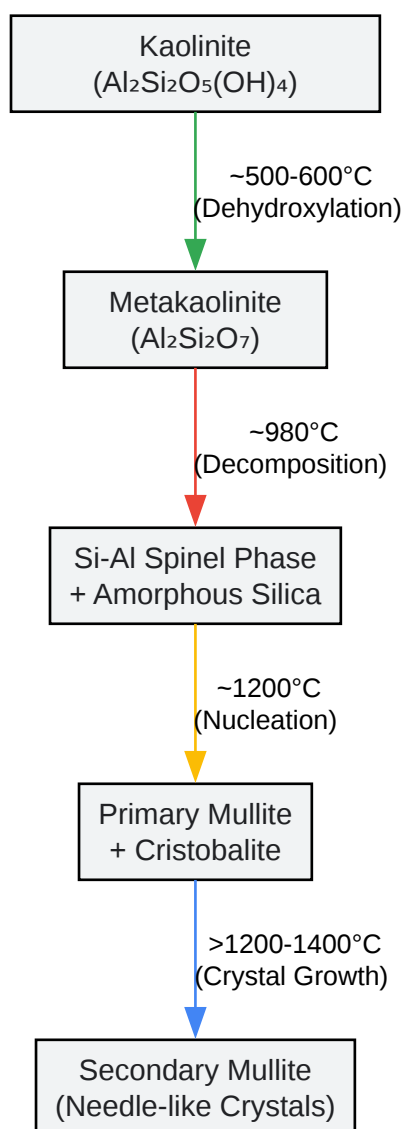 Kaolinite
(Al₂Si₂O₅(OH)₄)
~500-600°C
(Dehydroxylation)
Metakaolinite
(Al₂Si₂O₇)
~980°C
(Decomposition)
Si-Al Spinel Phase
+ Amorphous Silica
~1200°C
(Nucleation)
Primary Mullite
+ Cristobalite
>1200-1400°C
(Crystal Growth)
Secondary Mullite
(Needle-like Crystals)